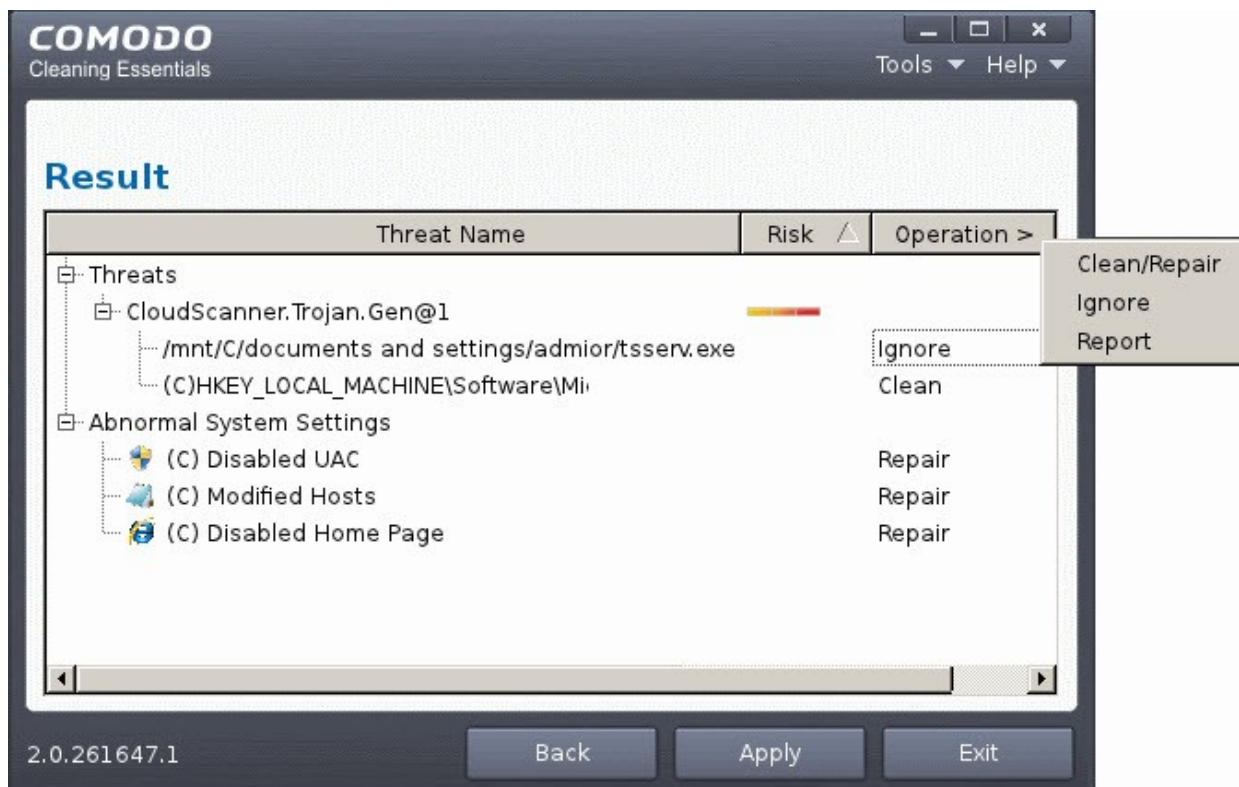 COMODO
Cleaning Essentials
Tools Help
Result
Threat Name Risk Operation >
Threats
CloudScanner.Trojan.Gen@1
/mnt/C/documents and settings/admior/tsserv.exe Ignore
(C)HKEY_LOCAL_MACHINE\Software\Mi Clean
Abnormal System Settings
(C) Disabled UAC Repair
(C) Modified Hosts Repair
(C) Disabled Home Page Repair
Clean/Repair
Ignore
Report
2.0.261647.1 Back Apply Exit